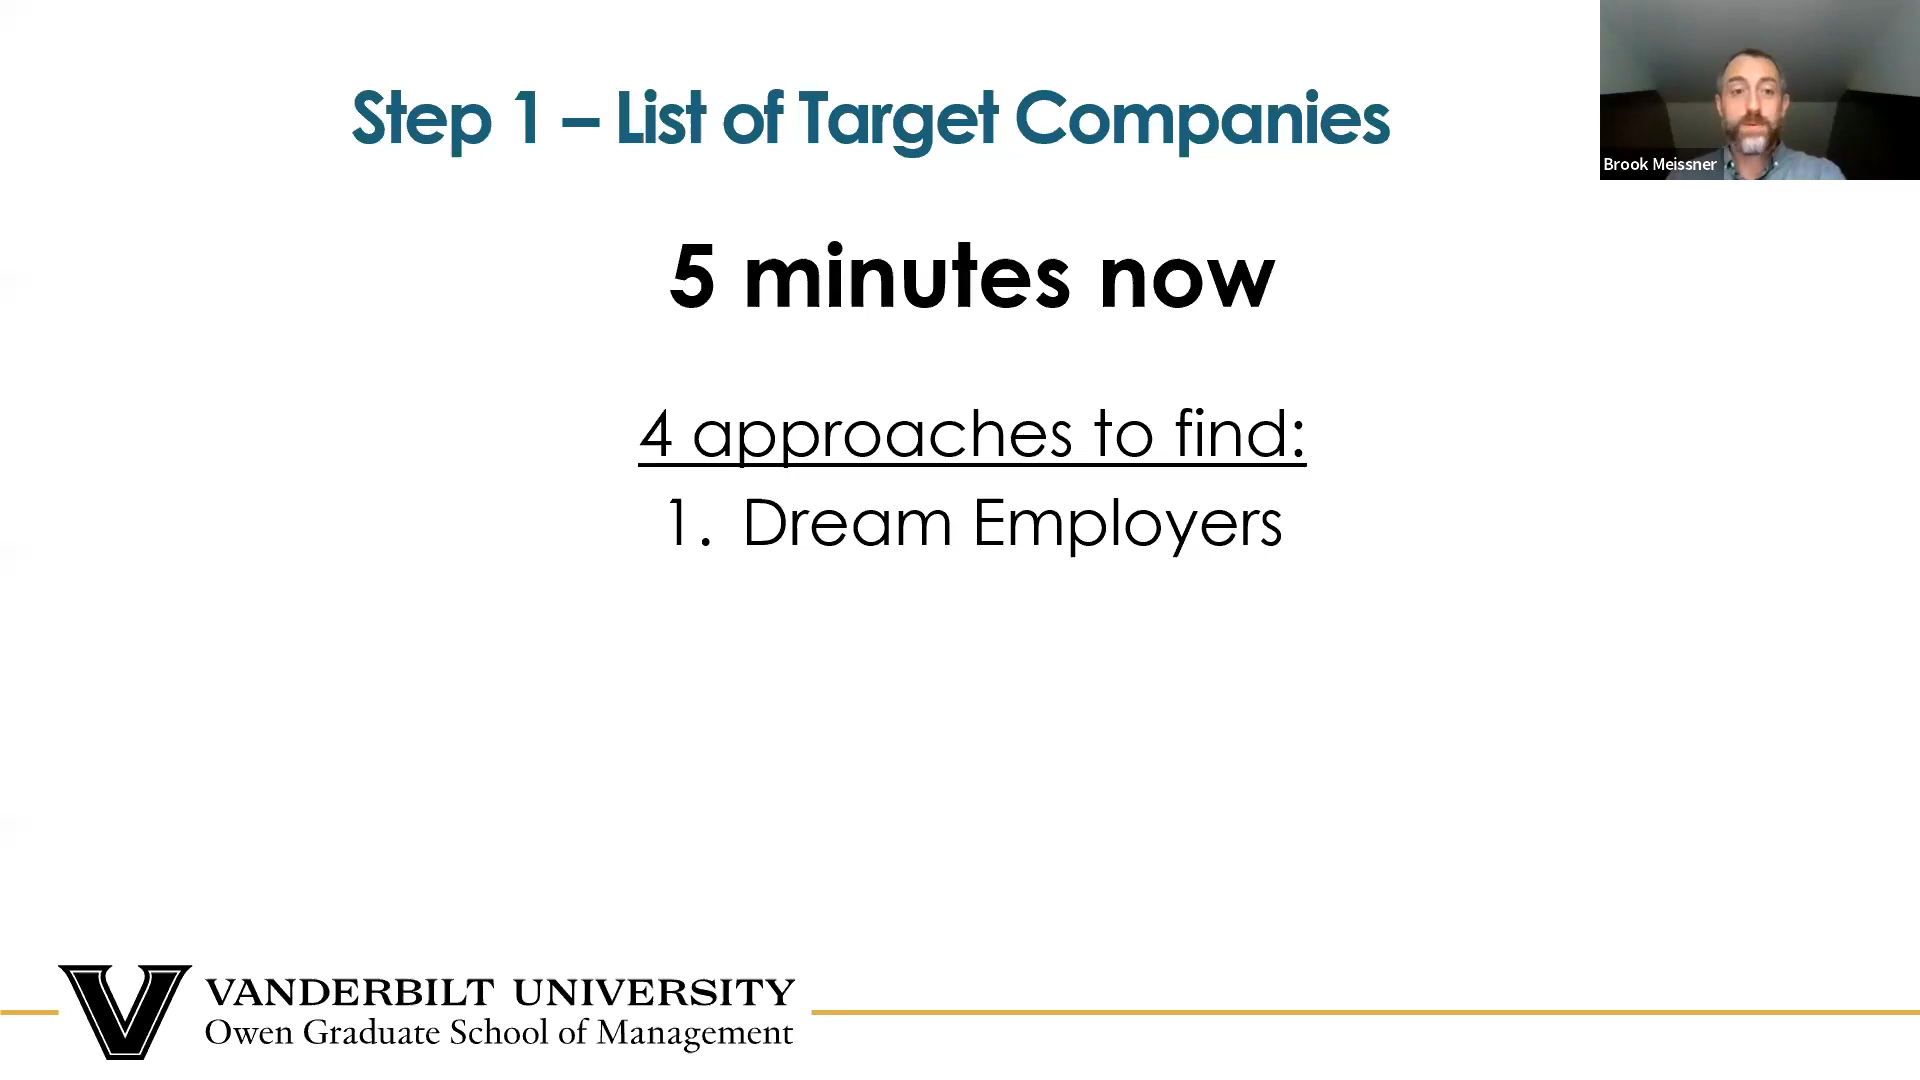 Step 1 – List of Target Companies
Brook Meissner
5 minutes now
4 approaches to find:
1. Dream Employers
VANDERBILT UNIVERSITY
Owen Graduate School of Management